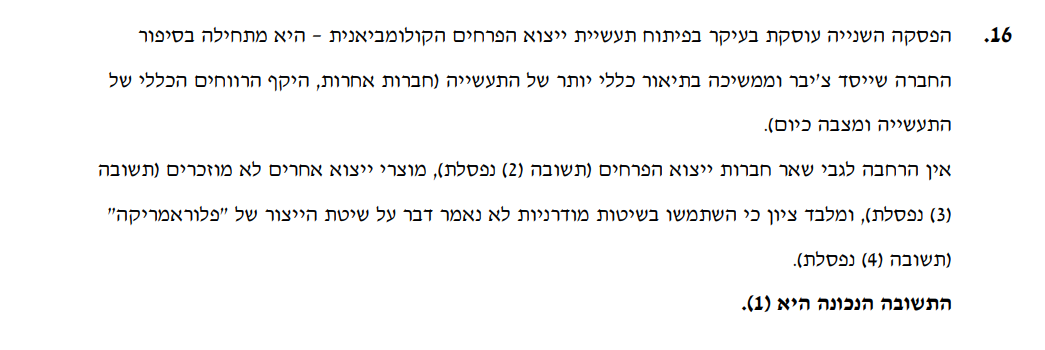 16. הפסקה השנייה עוסקת בעיקר בפיתוח תעשיית ייצוא הפרחים הקולומביאנית – היא מתחילה בסיפור
החברה שייסד צ'יבר וממשיכה בתיאור כללי יותר של התעשייה (חברות אחרות, היקף הרווחים הכללי של
התעשייה ומצבה כיום).
אין הרחבה לגבי שאר חברות ייצוא הפרחים (תשובה (2) נפסלת), מוצרי ייצוא אחרים לא מוזכרים (תשובה
(3) נפסלת), ומלבד ציון כי השתמשו בשיטות מודרניות לא נאמר דבר על שיטת הייצור של "פלוראמריקה"
(תשובה (4) נפסלת).
התשובה הנכונה היא (1).